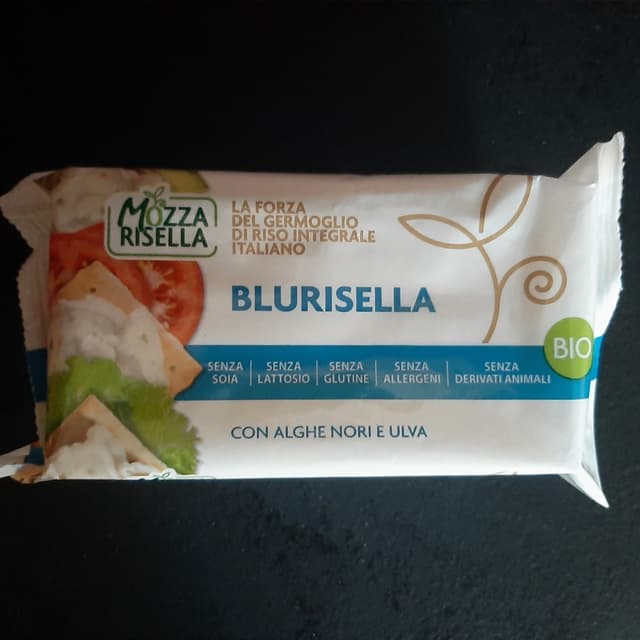 MOZZA
RISELLA
LA FORZA
DEL GERMOGLIO
DI RISO INTEGRALE
ITALIANO
BLURISELLA
SENZA
SOIA
SENZA
LATTOSIO
SENZA
GLUTINE
SENZA
ALLERGENI
SENZA
DERIVATI ANIMALI
BIO
CON ALGHE NORI E ULVA